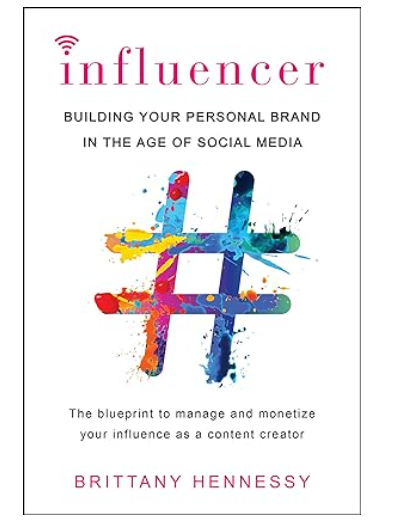 influencer
BUILDING YOUR PERSONAL BRAND
IN THE AGE OF SOCIAL MEDIA
#
The blueprint to manage and monetize
your influence as a content creator
BRITTANY HENNESSY